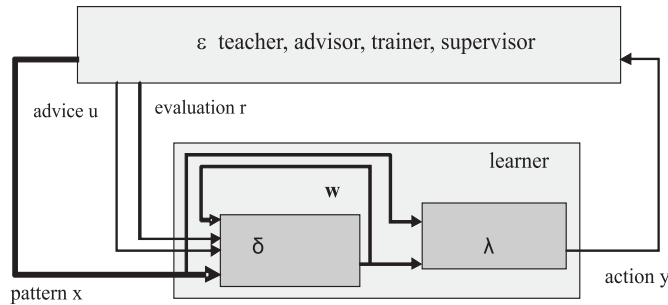 ε teacher, advisor, trainer, supervisor
advice u
evaluation r
learner
w
δ
λ
pattern x
action y